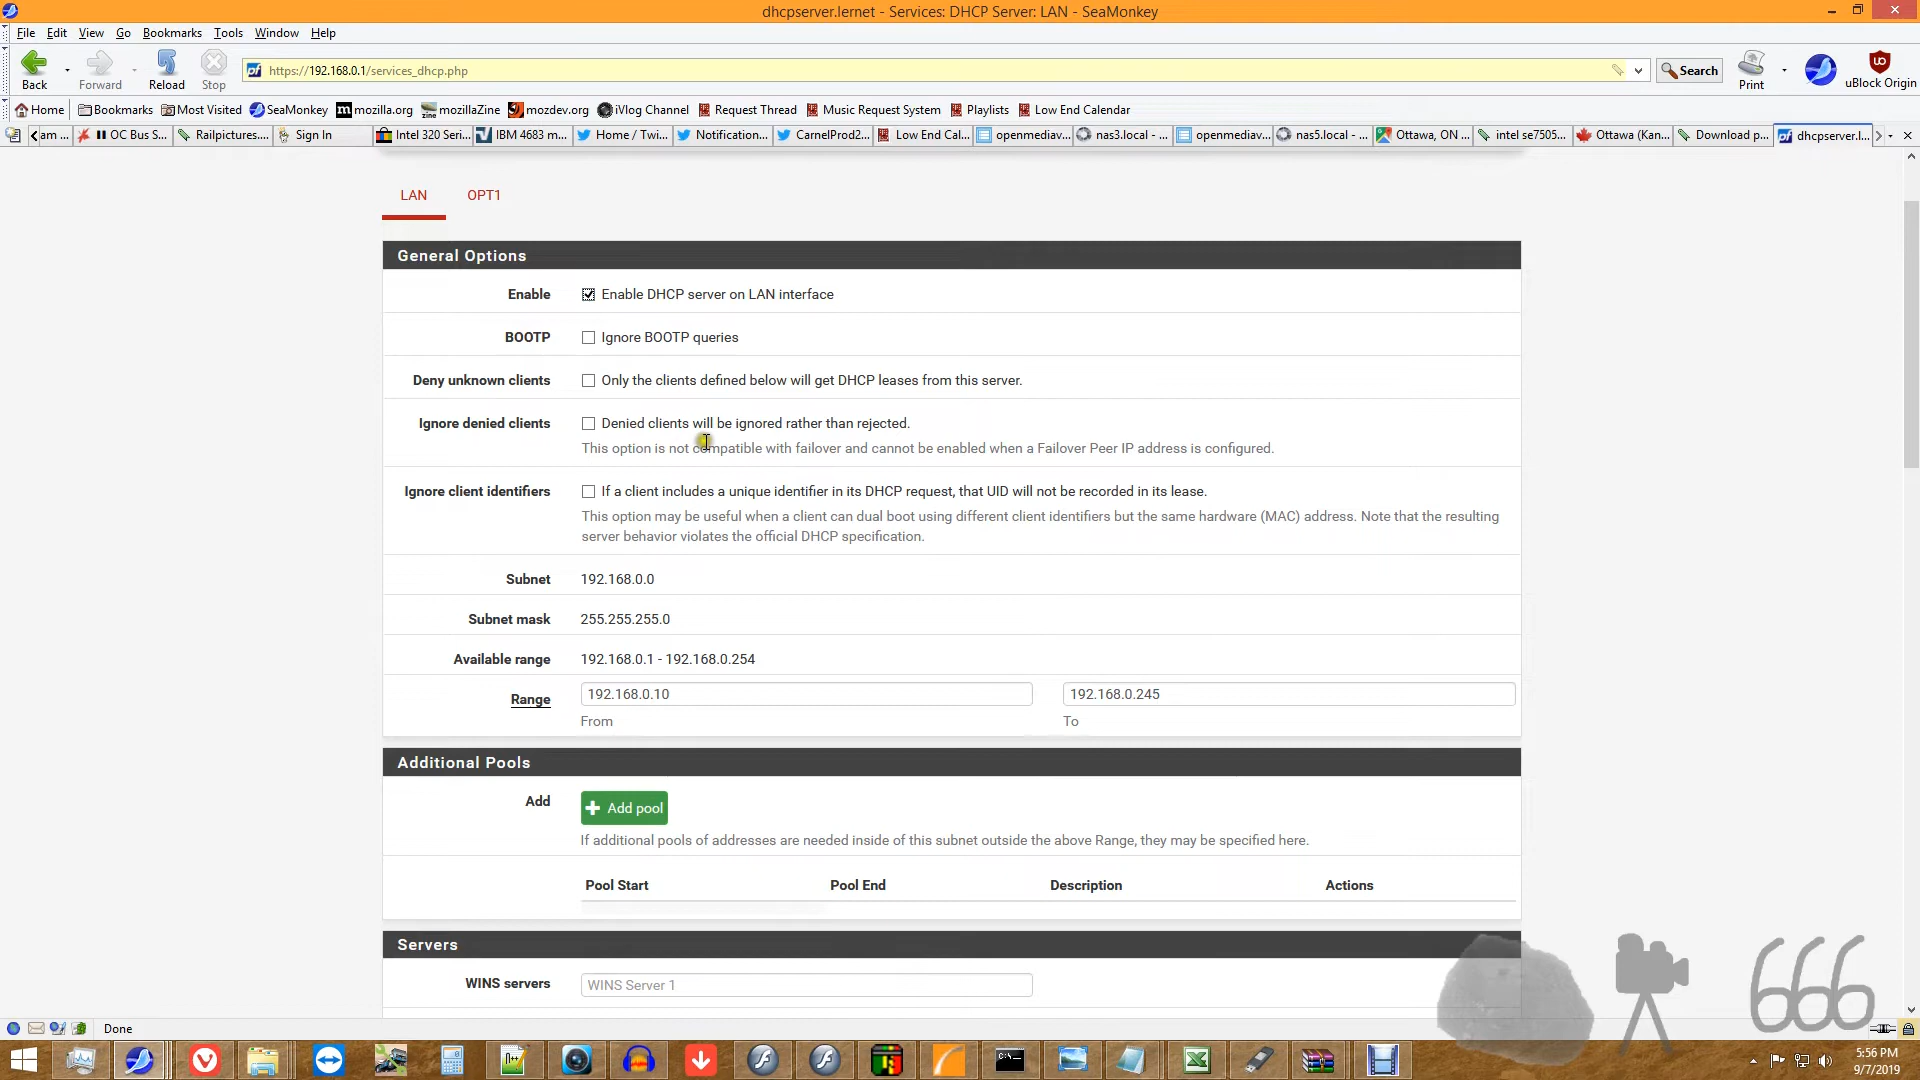 dhcpserver.lernet - Services: DHCP Server: LAN - SeaMonkey
File Edit View Go Bookmarks Tools Window Help
Back Forward Reload Stop https://192.168.0.1/services_dhcp.php Search Print uBlock Origin
Home Bookmarks Most Visited SeaMonkey mozilla.org mozillaZine mozdev.org iVlog Channel Request Thread Music Request System Playlists Low End Calendar
am ... OC Bus S... Railpictures.... Sign In Intel 320 Seri... IBM 4683 m... Home / Twi... Notification... CarnelProd2... Low End Cal... openmediav... nas3.local - ... openmediav... nas5.local - ... Ottawa, ON ... intel se7505... Ottawa (Kan... Download p... dhcpserver.l...
LAN OPT1
General Options
Enable Enable DHCP server on LAN interface
BOOTP Ignore BOOTP queries
Deny unknown clients Only the clients defined below will get DHCP leases from this server.
Ignore denied clients Denied clients will be ignored rather than rejected.
This option is not compatible with failover and cannot be enabled when a Failover Peer IP address is configured.
Ignore client identifiers If a client includes a unique identifier in its DHCP request, that UID will not be recorded in its lease.
This option may be useful when a client can dual boot using different client identifiers but the same hardware (MAC) address. Note that the resulting
server behavior violates the official DHCP specification.
Subnet 192.168.0.0
Subnet mask 255.255.255.0
Available range 192.168.0.1 - 192.168.0.254
Range 192.168.0.10 192.168.0.245
From To
Additional Pools
Add Add pool
If additional pools of addresses are needed inside of this subnet outside the above Range, they may be specified here.
Pool Start Pool End Description Actions
Servers
WINS servers WINS Server 1
666
Done
5:56 PM
9/7/2019